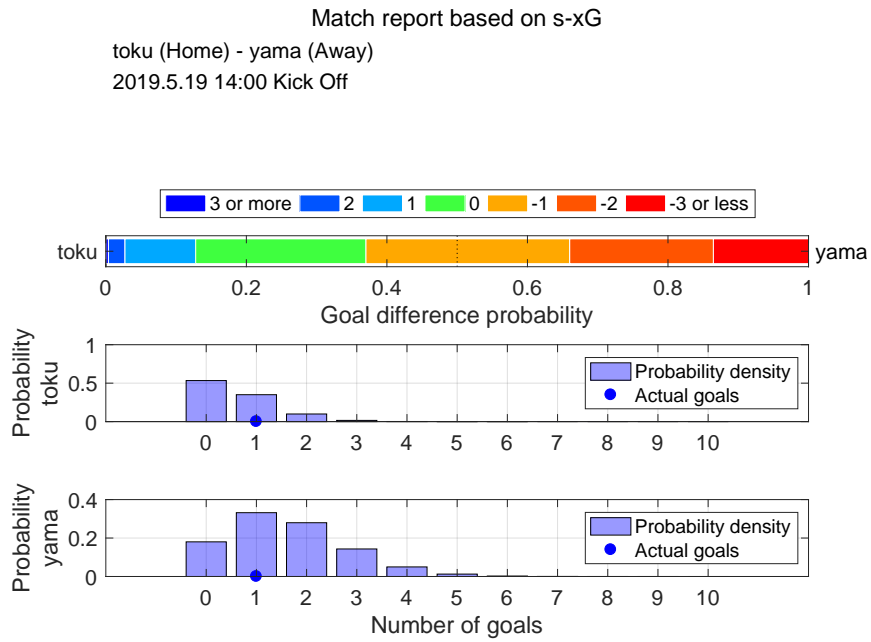 Match report based on s-xG
toku (Home) - yama (Away)
2019.5.19 14:00 Kick Off
3 or more 2 1 0 -1 -2 -3 or less
toku yama
0 0.2 0.4 0.6 0.8 1
Goal difference probability
Probability
toku
1
0.5
0
Probability density
Actual goals
0 1 2 3 4 5 6 7 8 9 10
Probability
yama
0.4
0.2
0
Probability density
Actual goals
0 1 2 3 4 5 6 7 8 9 10
Number of goals